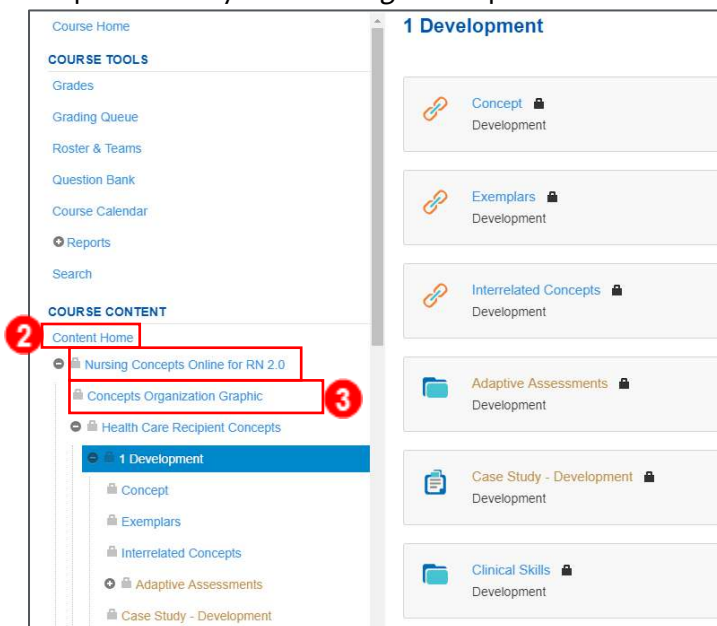 Course Home
COURSE TOOLS
Grades
Grading Queue
Roster & Teams
Question Bank
Course Calendar
Reports
Search
COURSE CONTENT
2
Content Home
Nursing Concepts Online for RN 2.0
Concepts Organization Graphic
3
Health Care Recipient Concepts
1 Development
Concept
Exemplars
Interrelated Concepts
Adaptive Assessments
Case Study - Development
1 Development
Concept
Development
Exemplars
Development
Interrelated Concepts
Development
Adaptive Assessments
Development
Case Study - Development
Development
Clinical Skills
Development